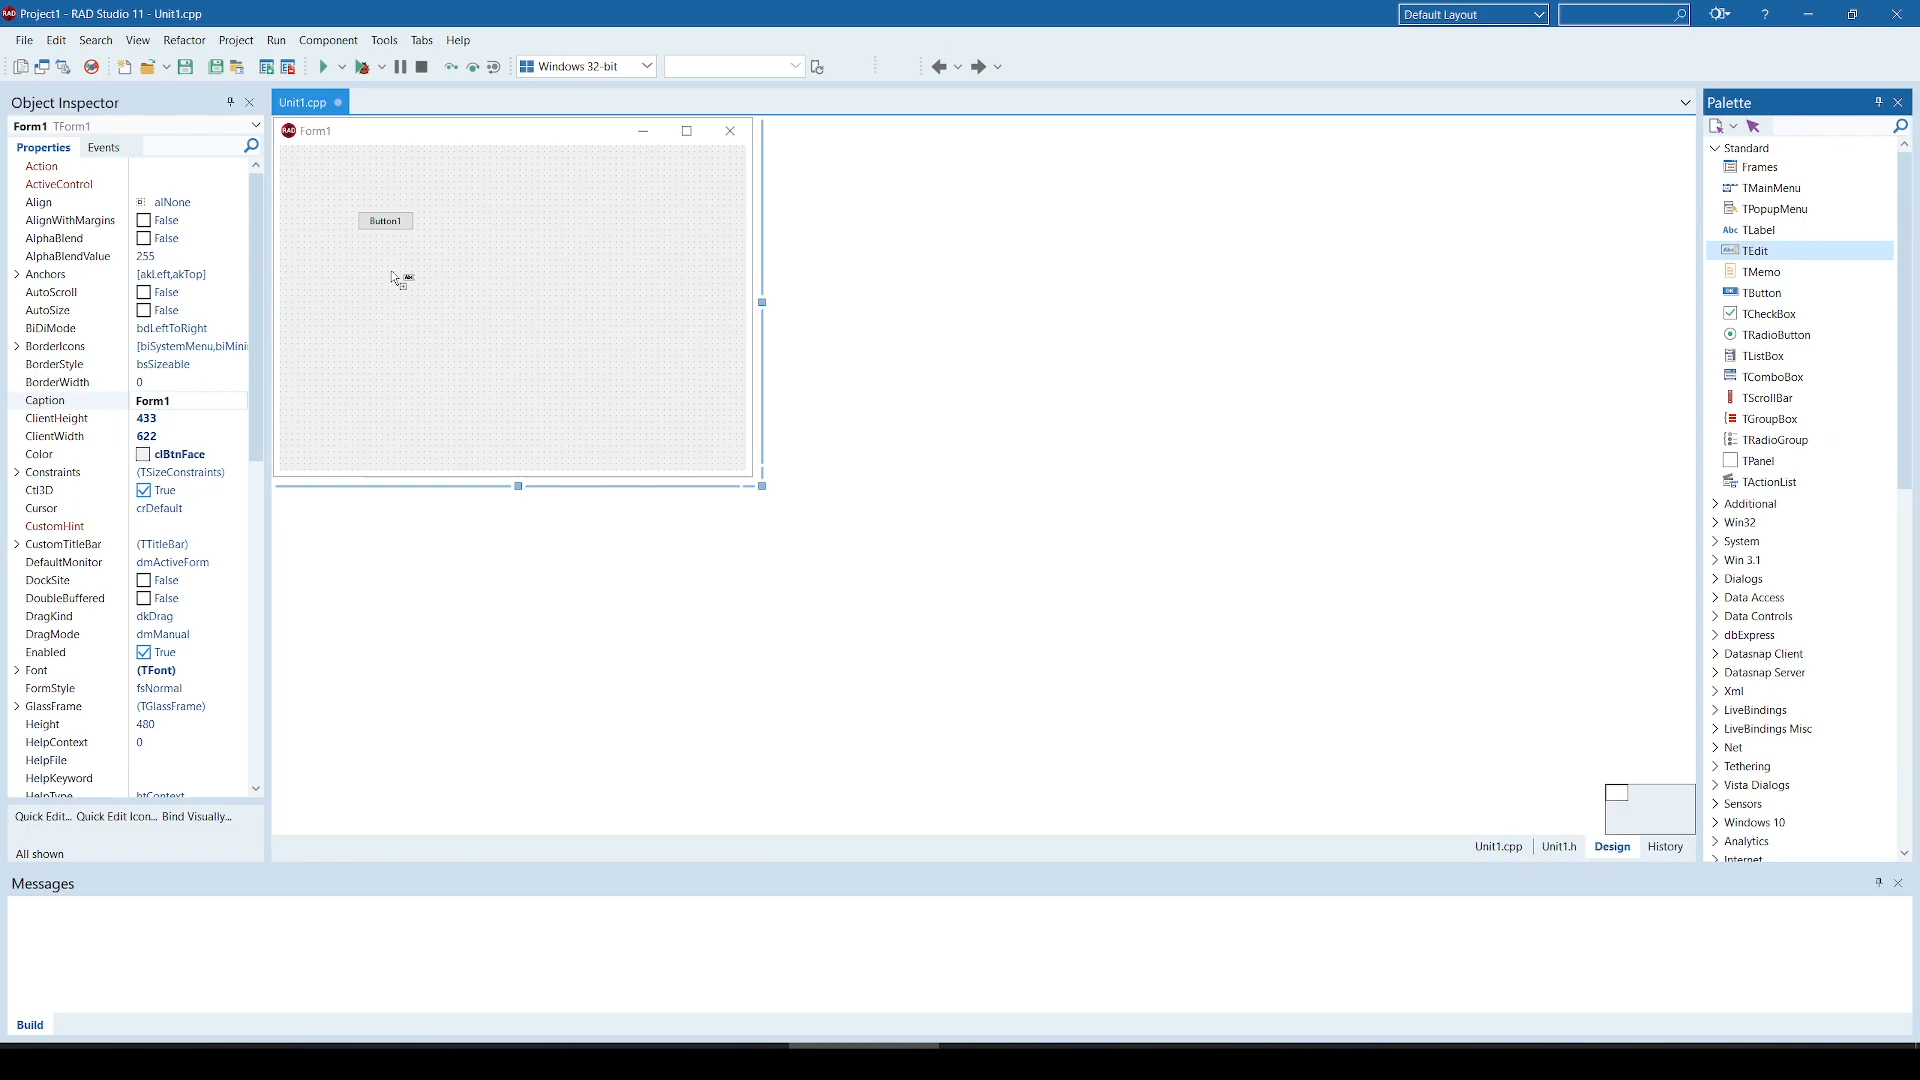 Project1 - RAD Studio 11 - Unit1.cpp
Default Layout
?
File Edit Search View Refactor Project Run Component Tools Tabs Help
Windows 32-bit
Object Inspector
Form1 TForm1
Properties Events
Action
ActiveControl
Align alNone
AlignWithMargins False
AlphaBlend False
AlphaBlendValue 255
Anchors [akLeft,akTop]
AutoScroll False
AutoSize False
BiDiMode bdLeftToRight
BorderIcons [biSystemMenu,biMini
BorderStyle bsSizeable
BorderWidth 0
Caption Form1
ClientHeight 433
ClientWidth 622
Color clBtnFace
Constraints (TSizeConstraints)
Ctl3D True
Cursor crDefault
CustomHint
CustomTitleBar (TTitleBar)
DefaultMonitor dmActiveForm
DockSite False
DoubleBuffered False
DragKind dkDrag
DragMode dmManual
Enabled True
Font (TFont)
FormStyle fsNormal
GlassFrame (TGlassFrame)
Height 480
HelpContext 0
HelpFile
HelpKeyword
HelpType htContext
Quick Edit... Quick Edit Icon... Bind Visually...
All shown
Unit1.cpp
RAD Form1
Button1
Unit1.cpp Unit1.h Design History
Palette
Standard
Frames
TMainMenu
TPopupMenu
Abc TLabel
TEdit
TMemo
OK TButton
TCheckBox
TRadioButton
TListBox
TComboBox
TScrollBar
TGroupBox
TRadioGroup
TPanel
TActionList
Additional
Win32
System
Win 3.1
Dialogs
Data Access
Data Controls
dbExpress
Datasnap Client
Datasnap Server
Xml
LiveBindings
LiveBindings Misc
Net
Tethering
Vista Dialogs
Sensors
Windows 10
Analytics
Internet
Messages
Build